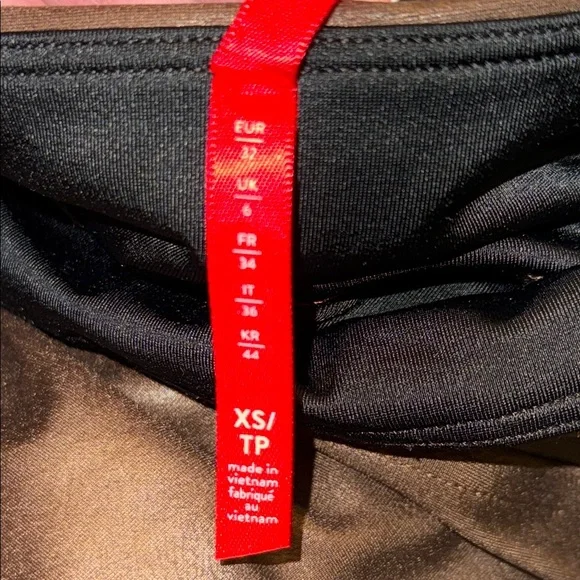 EUR
32
UK
6
FR
34
IT
36
KR
44
XS/
TP
made in
vietnam
fabriqué
au
vietnam